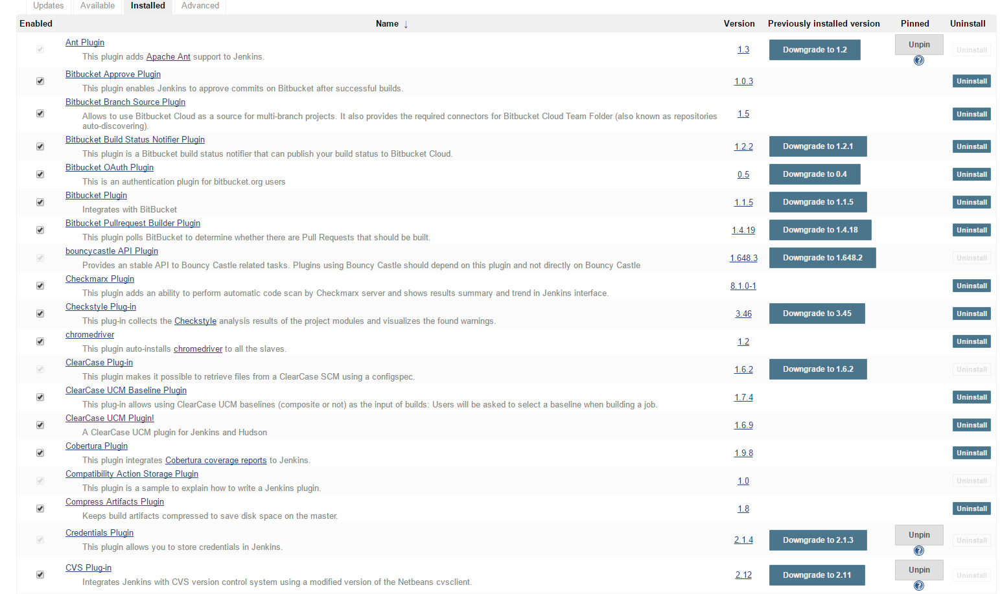 Updates Available Installed Advanced
Enabled Name ↓ Version Previously installed version Pinned Uninstall
Ant Plugin
This plugin adds Apache Ant support to Jenkins.
1.3 Downgrade to 1.2 Unpin Uninstall
Bitbucket Approve Plugin
This plugin enables Jenkins to approve commits on Bitbucket after successful builds.
1.0.3 Uninstall
Bitbucket Branch Source Plugin
Allows to use Bitbucket Cloud as a source for multi-branch projects. It also provides the required connectors for Bitbucket Cloud Team Folder (also known as repositories
auto-discovering).
1.5 Uninstall
Bitbucket Build Status Notifier Plugin
This plugin is a Bitbucket build status notifier that can publish your build status to Bitbucket Cloud.
1.2.2 Downgrade to 1.2.1 Uninstall
Bitbucket OAuth Plugin
This is an authentication plugin for bitbucket.org users
0.5 Downgrade to 0.4 Uninstall
Bitbucket Plugin
Integrates with BitBucket
1.1.5 Downgrade to 1.1.5 Uninstall
Bitbucket Pullrequest Builder Plugin
This plugin polls BitBucket to determine whether there are Pull Requests that should be built.
1.4.19 Downgrade to 1.4.18 Uninstall
bouncycastle API Plugin
Provides an stable API to Bouncy Castle related tasks. Plugins using Bouncy Castle should depend on this plugin and not directly on Bouncy Castle
1.648.3 Downgrade to 1.648.2 Uninstall
Checkmarx Plugin
This plugin adds an ability to perform automatic code scan by Checkmarx server and shows results summary and trend in Jenkins interface.
8.1.0-1 Uninstall
Checkstyle Plug-in
This plug-in collects the Checkstyle analysis results of the project modules and visualizes the found warnings.
3.46 Downgrade to 3.45 Uninstall
chromedriver
This plugin auto-installs chromedriver to all the slaves.
1.2 Uninstall
ClearCase Plug-in
This plugin makes it possible to retrieve files from a ClearCase SCM using a configspec.
1.6.2 Downgrade to 1.6.2 Uninstall
ClearCase UCM Baseline Plugin
This plug-in allows using ClearCase UCM baselines (composite or not) as the input of builds: Users will be asked to select a baseline when building a job.
1.7.4 Uninstall
ClearCase UCM Plugin!
A ClearCase UCM plugin for Jenkins and Hudson
1.6.9 Uninstall
Cobertura Plugin
This plugin integrates Cobertura coverage reports to Jenkins.
1.9.8 Uninstall
Compatibility Action Storage Plugin
This plugin is a sample to explain how to write a Jenkins plugin.
1.0 Uninstall
Compress Artifacts Plugin
Keeps build artifacts compressed to save disk space on the master.
1.8 Uninstall
Credentials Plugin
This plugin allows you to store credentials in Jenkins.
2.1.4 Downgrade to 2.1.3 Unpin Uninstall
CVS Plug-in
Integrates Jenkins with CVS version control system using a modified version of the Netbeans cvsclient.
2.12 Downgrade to 2.11 Unpin Uninstall